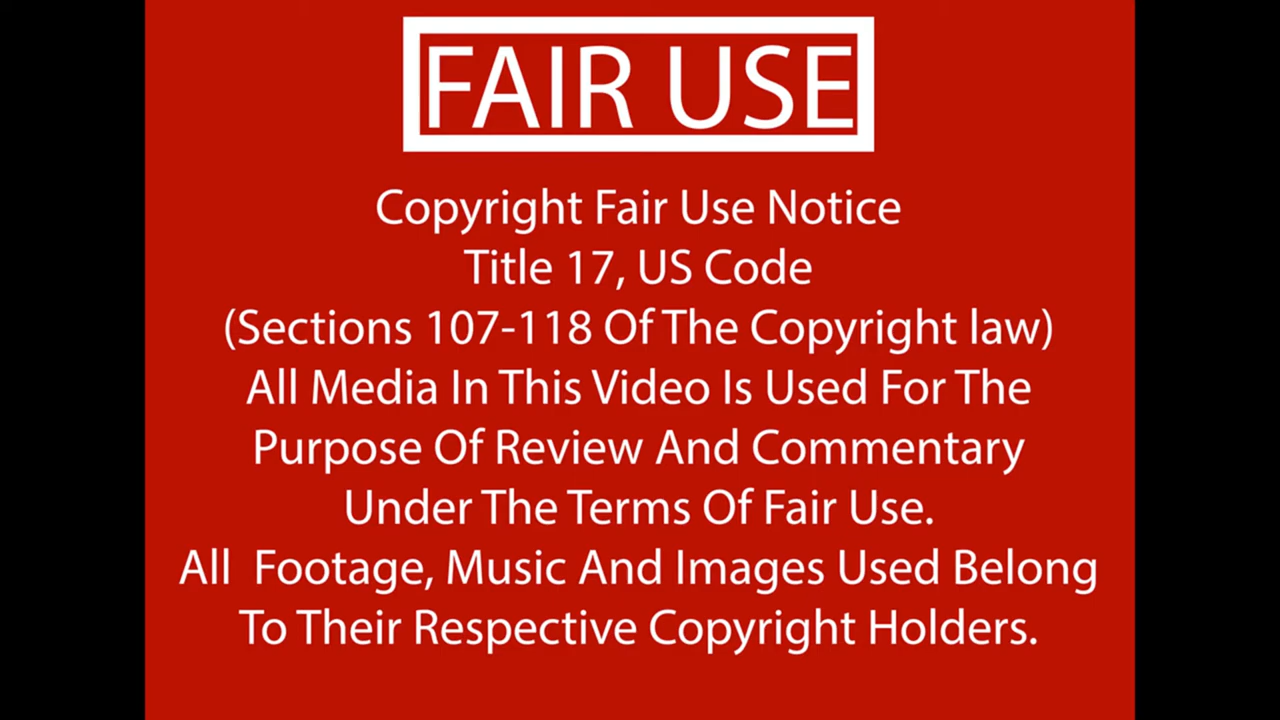 FAIR USE
Copyright Fair Use Notice
Title 17, US Code
(Sections 107-118 Of The Copyright law)
All Media In This Video Is Used For The
Purpose Of Review And Commentary
Under The Terms Of Fair Use.
All  Footage, Music And Images Used Belong
To Their Respective Copyright Holders.